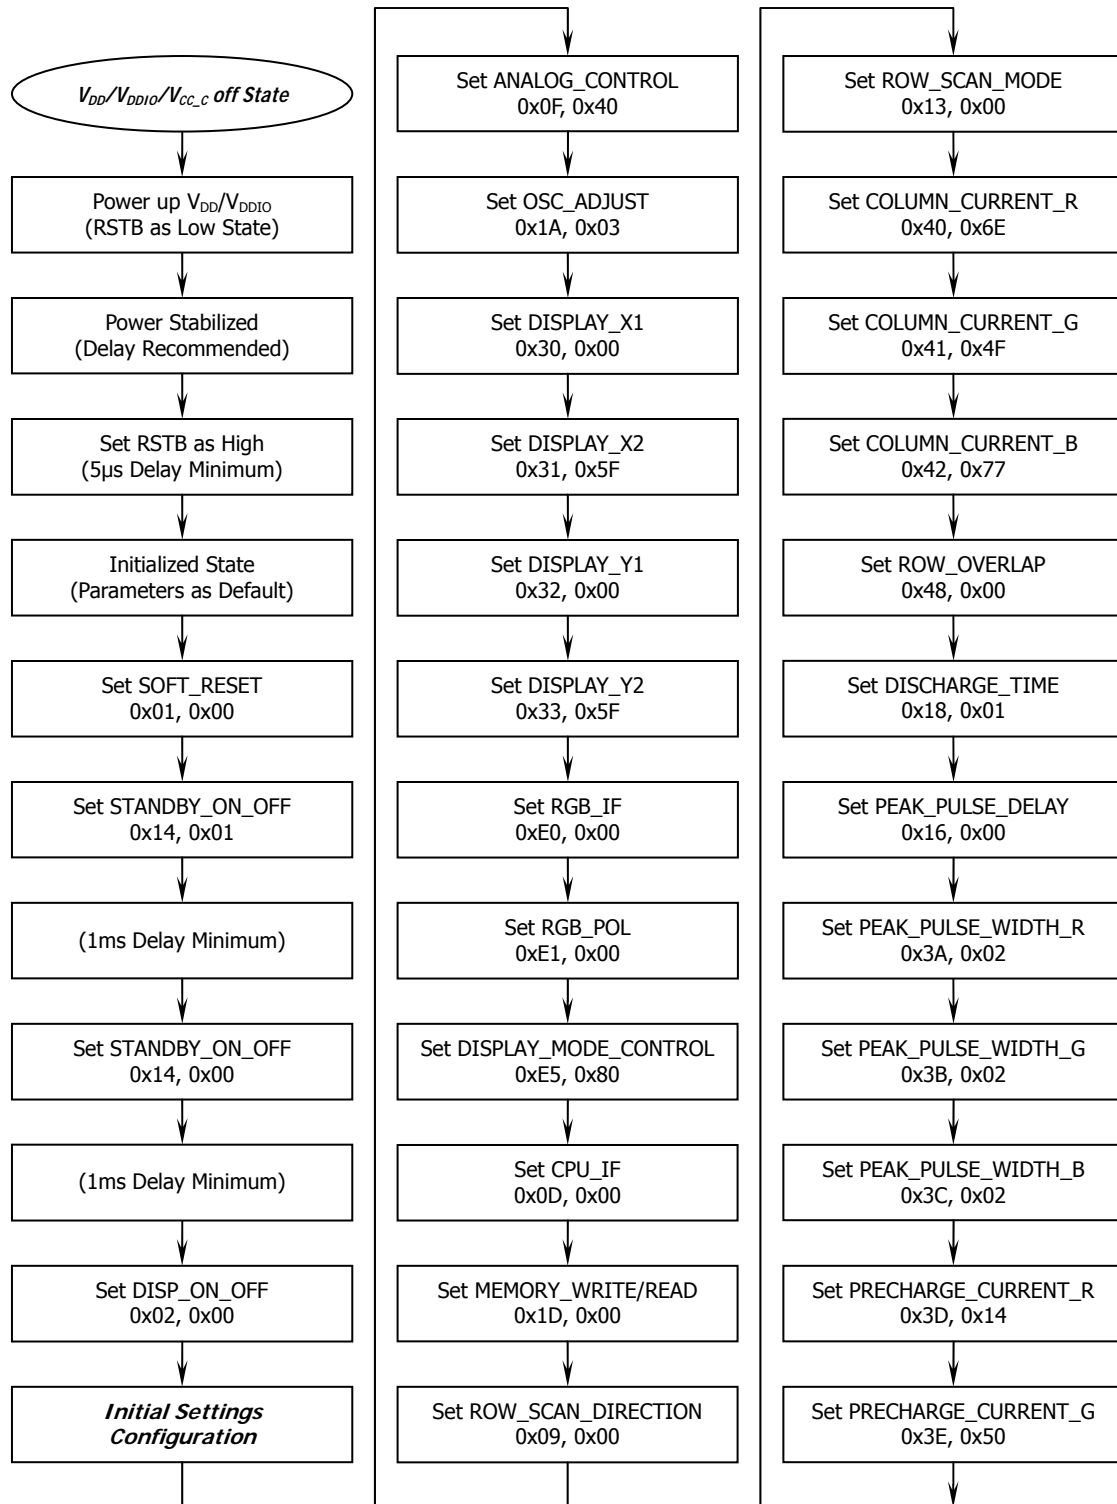 VDD/VDDIO/VCC_C off State
Power up VDD/VDDIO
(RSTB as Low State)
Power Stabilized
(Delay Recommended)
Set RSTB as High
(5µs Delay Minimum)
Initialized State
(Parameters as Default)
Set SOFT_RESET
0x01, 0x00
Set STANDBY_ON_OFF
0x14, 0x01
(1ms Delay Minimum)
Set STANDBY_ON_OFF
0x14, 0x00
(1ms Delay Minimum)
Set DISP_ON_OFF
0x02, 0x00
Initial Settings
Configuration
Set ANALOG_CONTROL
0x0F, 0x40
Set OSC_ADJUST
0x1A, 0x03
Set DISPLAY_X1
0x30, 0x00
Set DISPLAY_X2
0x31, 0x5F
Set DISPLAY_Y1
0x32, 0x00
Set DISPLAY_Y2
0x33, 0x5F
Set RGB_IF
0xE0, 0x00
Set RGB_POL
0xE1, 0x00
Set DISPLAY_MODE_CONTROL
0xE5, 0x80
Set CPU_IF
0x0D, 0x00
Set MEMORY_WRITE/READ
0x1D, 0x00
Set ROW_SCAN_DIRECTION
0x09, 0x00
Set ROW_SCAN_MODE
0x13, 0x00
Set COLUMN_CURRENT_R
0x40, 0x6E
Set COLUMN_CURRENT_G
0x41, 0x4F
Set COLUMN_CURRENT_B
0x42, 0x77
Set ROW_OVERLAP
0x48, 0x00
Set DISCHARGE_TIME
0x18, 0x01
Set PEAK_PULSE_DELAY
0x16, 0x00
Set PEAK_PULSE_WIDTH_R
0x3A, 0x02
Set PEAK_PULSE_WIDTH_G
0x3B, 0x02
Set PEAK_PULSE_WIDTH_B
0x3C, 0x02
Set PRECHARGE_CURRENT_R
0x3D, 0x14
Set PRECHARGE_CURRENT_G
0x3E, 0x50